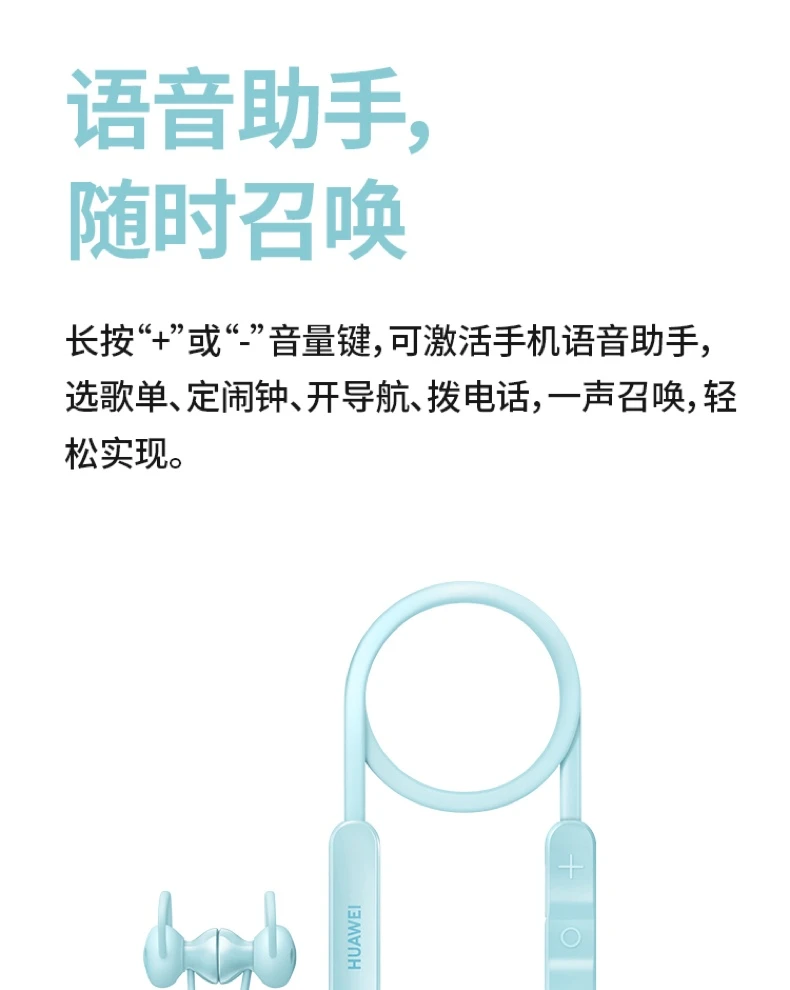 语音助手,
随时召唤
长按“+”或“-”音量键,可激活手机语音助手,
选歌单、定闹钟、开导航、拨电话,一声召唤,轻
松实现。
HUAWEI